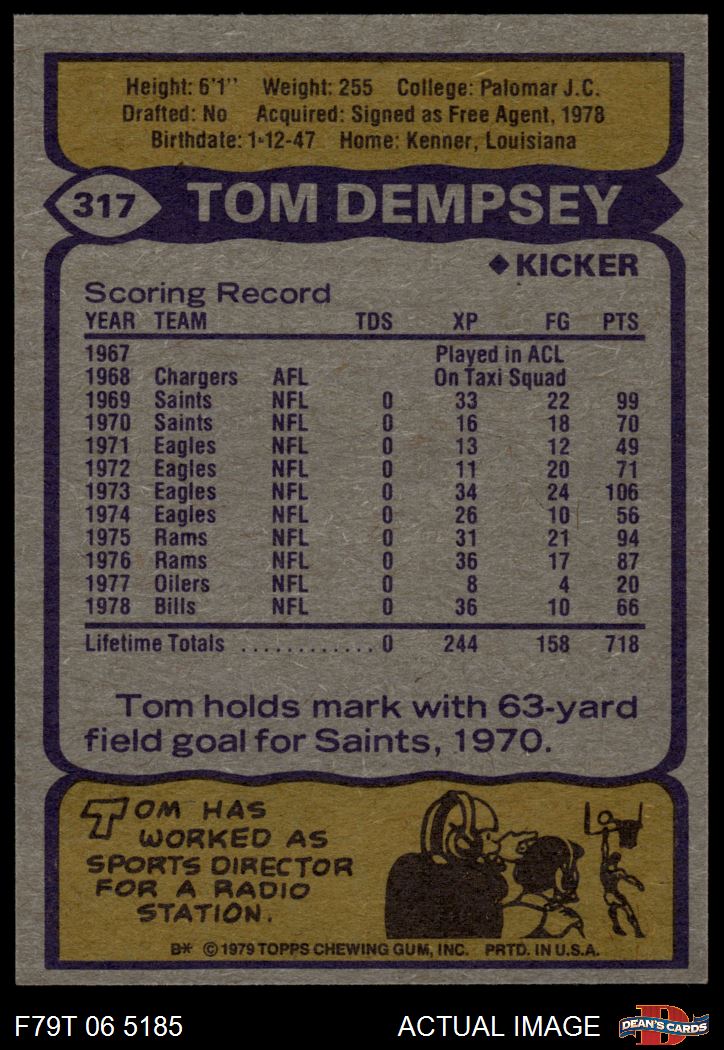 Height: 6'1" Weight: 255 College: Palomar J.C.
Drafted: No Acquired: Signed as Free Agent, 1978
Birthdate: 1-12-47 Home: Kenner, Louisiana
317 TOM DEMPSEY
◆ KICKER
Scoring Record
YEAR TEAM TDS XP FG PTS
1967 Played in ACL
1968 Chargers AFL On Taxi Squad
1969 Saints NFL 0 33 22 99
1970 Saints NFL 0 16 18 70
1971 Eagles NFL 0 13 12 49
1972 Eagles NFL 0 11 20 71
1973 Eagles NFL 0 34 24 106
1974 Eagles NFL 0 26 10 56
1975 Rams NFL 0 31 21 94
1976 Rams NFL 0 36 17 87
1977 Oilers NFL 0 8 4 20
1978 Bills NFL 0 36 10 66
Lifetime Totals ............ 0 244 158 718
Tom holds mark with 63-yard
field goal for Saints, 1970.
TOM HAS
WORKED AS
SPORTS DIRECTOR
FOR A RADIO
STATION.
B* © 1979 TOPPS CHEWING GUM, INC. PRTD. IN U.S.A.
F79T 06 5185 ACTUAL IMAGE D DEAN'S CARDS